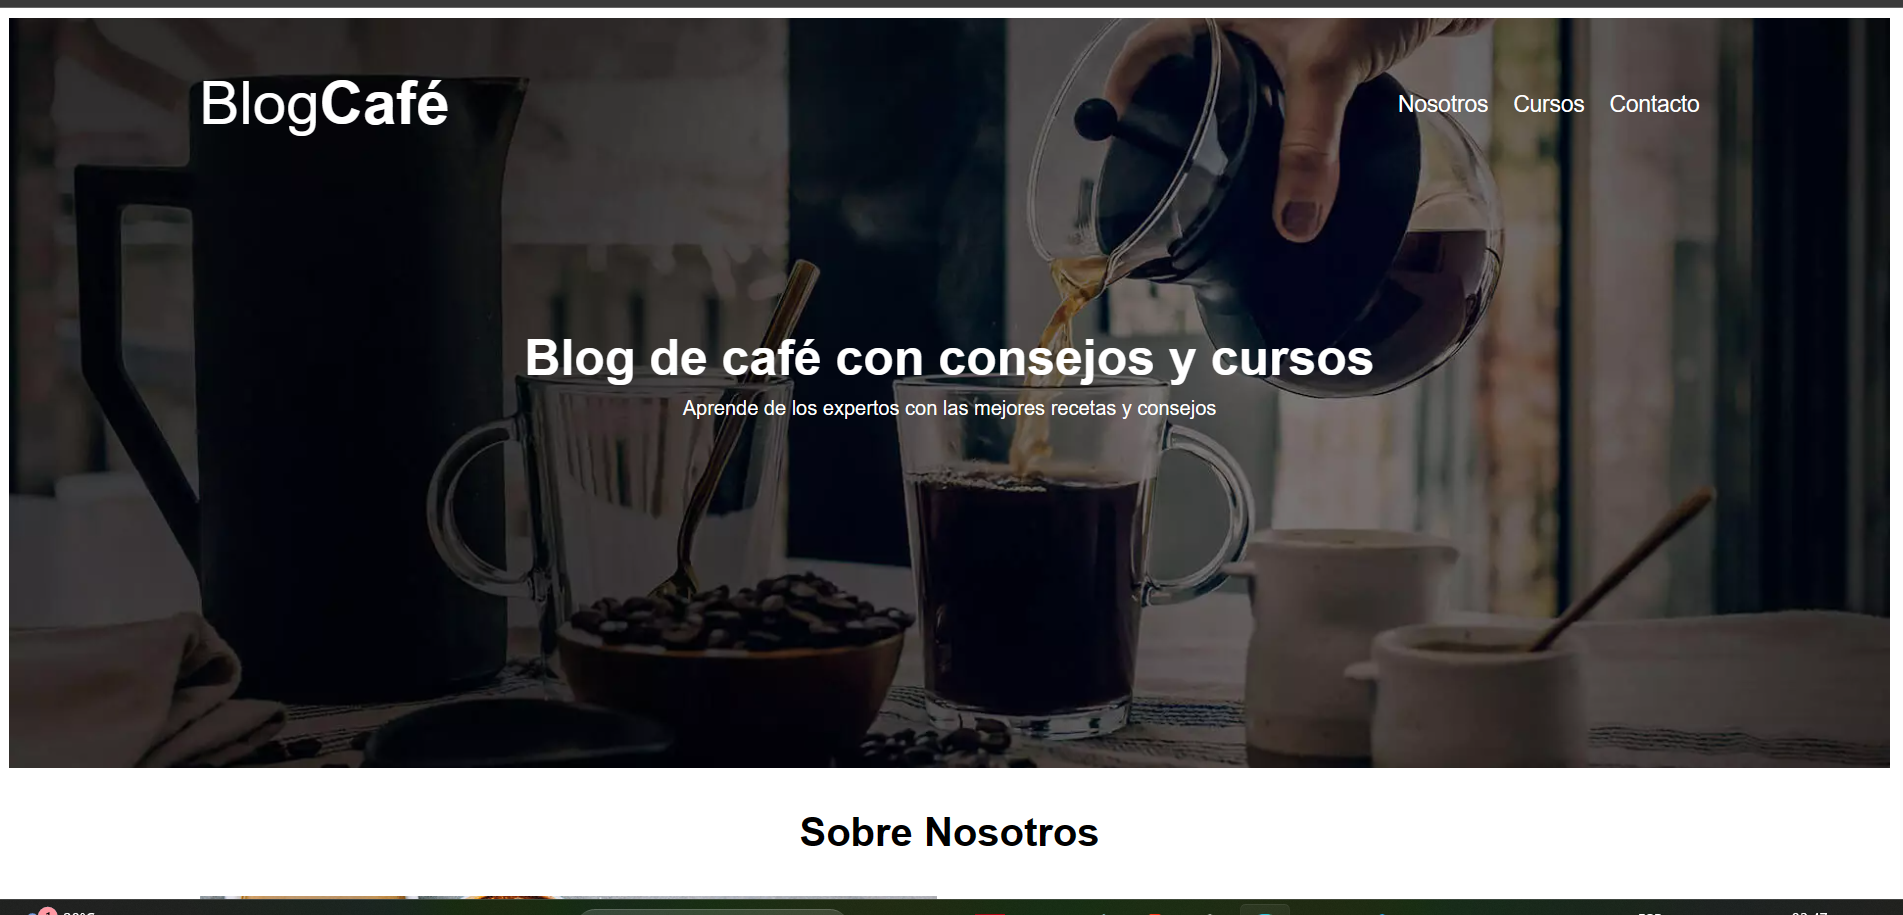 BlogCafé
Nosotros Cursos Contacto
Blog de café con consejos y cursos
Aprende de los expertos con las mejores recetas y consejos
Sobre Nosotros